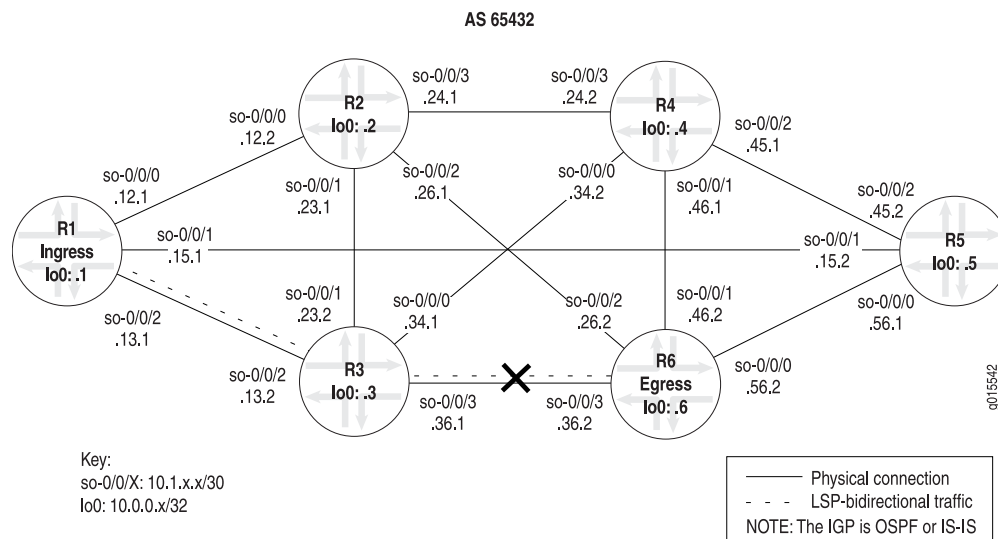 AS 65432
so-0/0/3
.24.1
so-0/0/3
.24.2
R2
lo0: .2
R4
lo0: .4
so-0/0/0
.12.2
so-0/0/2
.45.1
so-0/0/0
.12.1
so-0/0/2
.26.1
so-0/0/0
.34.2
so-0/0/1
.23.1
so-0/0/1
.46.1
so-0/0/2
.45.2
R1
Ingress
lo0: .1
so-0/0/1
.15.1
so-0/0/1
.15.2
R5
lo0: .5
so-0/0/2
.13.1
so-0/0/1
.23.2
so-0/0/0
.34.1
so-0/0/2
.26.2
so-0/0/1
.46.2
so-0/0/0
.56.1
so-0/0/2
.13.2
R3
lo0: .3
R6
Egress
lo0: .6
so-0/0/0
.56.2
so-0/0/3
.36.1
so-0/0/3
.36.2
g015542
Key:
so-0/0/X: 10.1.x.x/30
lo0: 10.0.0.x/32
Physical connection
LSP-bidirectional traffic
NOTE: The IGP is OSPF or IS-IS